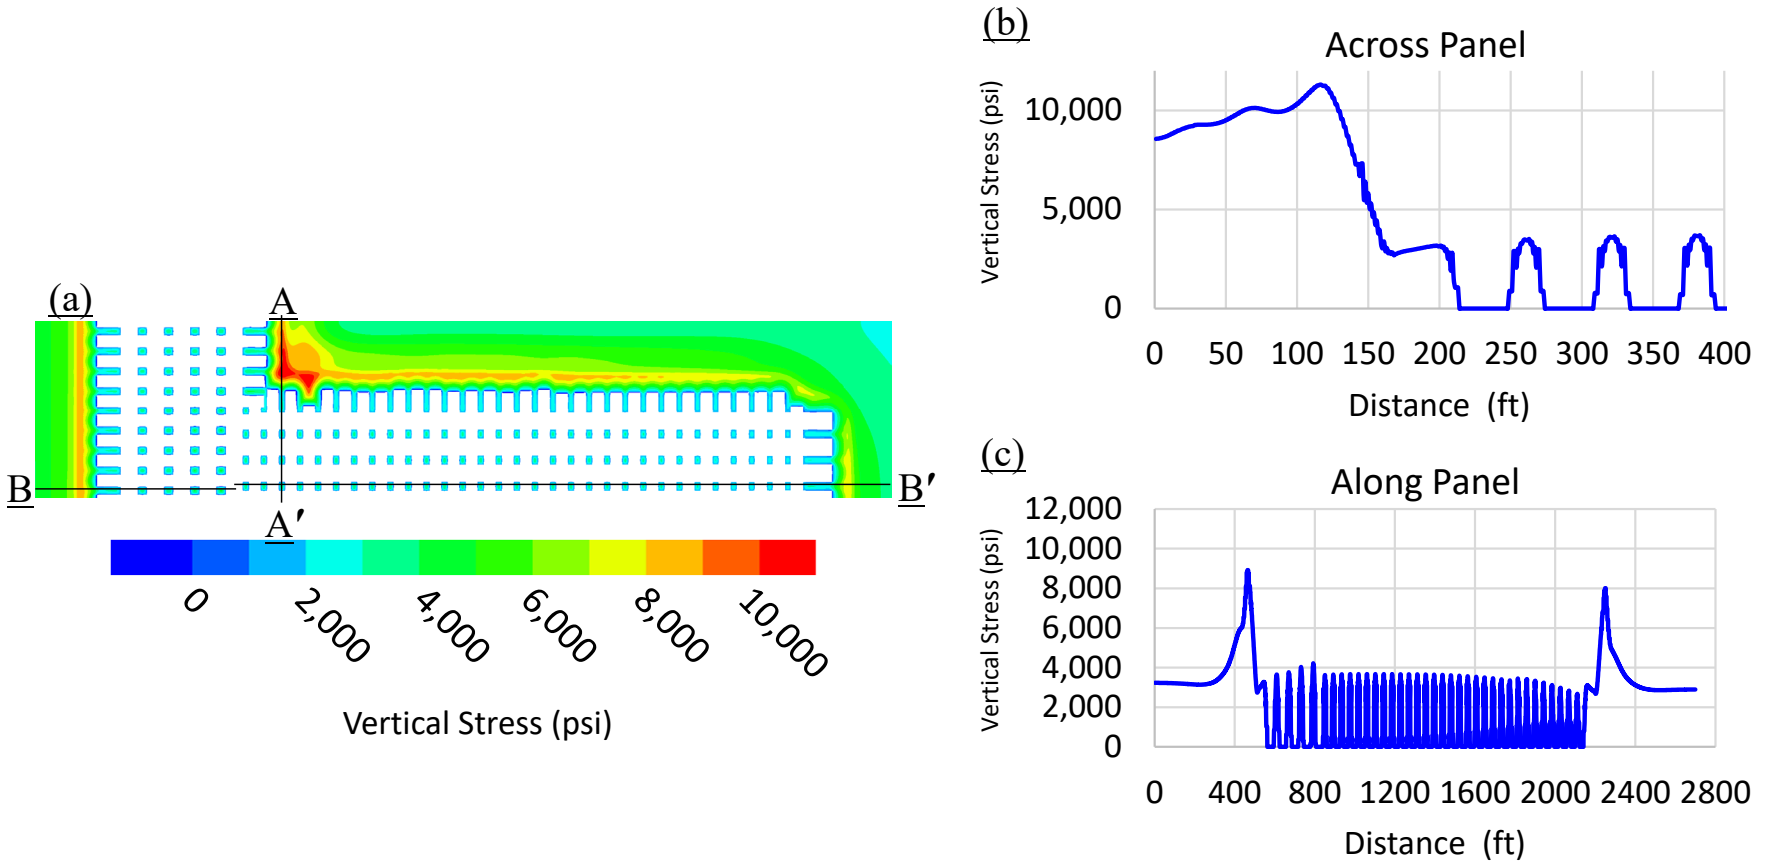 (a)
A
B
B′
A′
0
2,000
4,000
6,000
8,000
10,000
Vertical Stress (psi)
(b)
Across Panel
Vertical Stress (psi)
10,000
5,000
0
0 50 100 150 200 250 300 350 400
Distance (ft)
(c)
Along Panel
Vertical Stress (psi)
12,000
10,000
8,000
6,000
4,000
2,000
0
0 400 800 1200 1600 2000 2400 2800
Distance (ft)